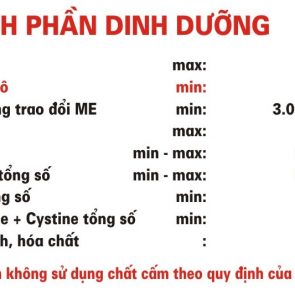 H PHẦN DINH DƯỠNG
max:
ô min:
g trao đổi ME min: 3.0
max:
min - max:
tổng số min - max:
g số min:
e + Cystine tổng số min:
h, hóa chất :
không sử dụng chất cấm theo quy định của